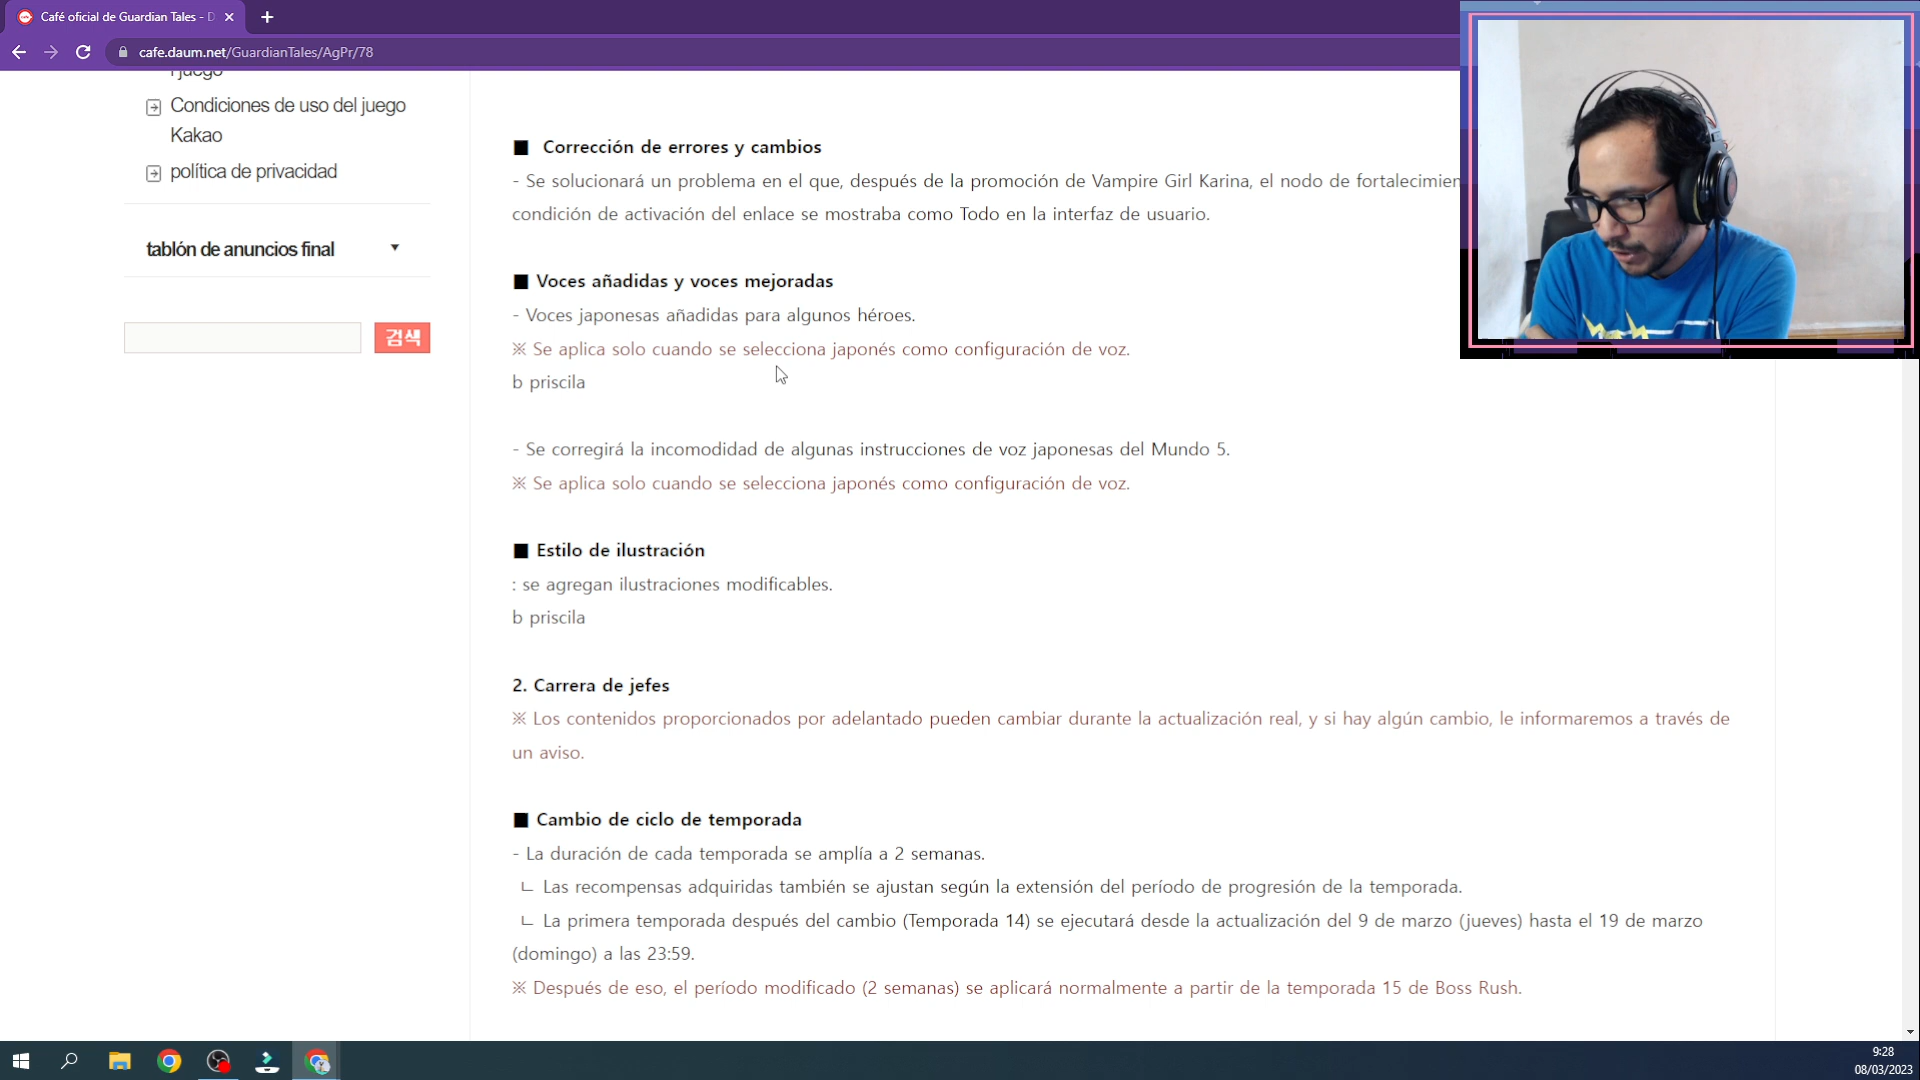 Café oficial de Guardian Tales - D
cafe.daum.net/GuardianTales/AgPr/78
Condiciones de uso del juego
Kakao
política de privacidad
tablón de anuncios final
검색
■ Corrección de errores y cambios
- Se solucionará un problema en el que, después de la promoción de Vampire Girl Karina, el nodo de
condición de activación del enlace se mostraba como Todo en la interfaz de usuario.
■ Voces añadidas y voces mejoradas
- Voces japonesas añadidas para algunos héroes.
※ Se aplica solo cuando se selecciona japonés como configuración de voz.
b priscila
- Se corregirá la incomodidad de algunas instrucciones de voz japonesas del Mundo 5.
※ Se aplica solo cuando se selecciona japonés como configuración de voz.
■ Estilo de ilustración
: se agregan ilustraciones modificables.
b priscila
2. Carrera de jefes
※ Los contenidos proporcionados por adelantado pueden cambiar durante la actualización real, y si hay algún cambio, le informaremos a través de
un aviso.
■ Cambio de ciclo de temporada
- La duración de cada temporada se amplía a 2 semanas.
ㄴ Las recompensas adquiridas también se ajustan según la extensión del período de progresión de la temporada.
ㄴ La primera temporada después del cambio (Temporada 14) se ejecutará desde la actualización del 9 de marzo (jueves) hasta el 19 de marzo
(domingo) a las 23:59.
※ Después de eso, el período modificado (2 semanas) se aplicará normalmente a partir de la temporada 15 de Boss Rush.
9:28
08/03/2023